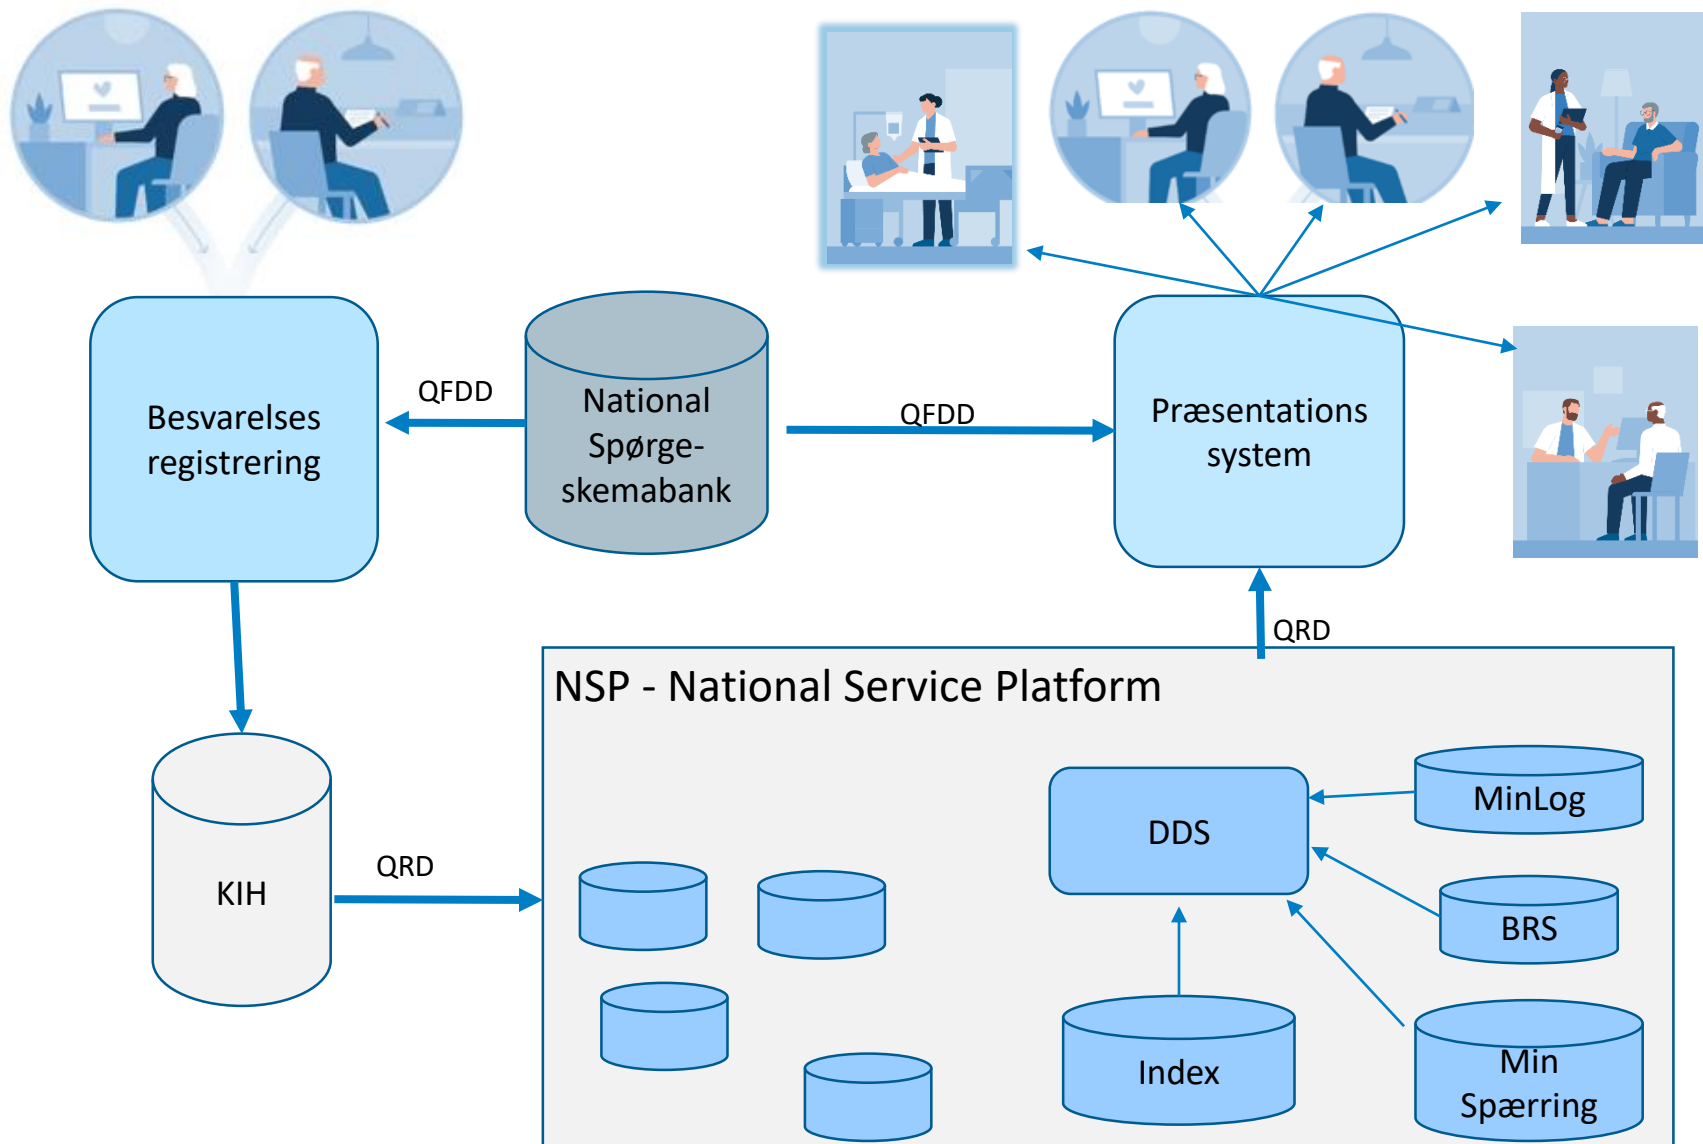 QFDD
National
Spørge-
skemabank
QFDD
Besvarelses
registrering
Præsentations
system
QRD
NSP - National Service Platform
MinLog
DDS
KIH
QRD
BRS
Index
Min
Spærring